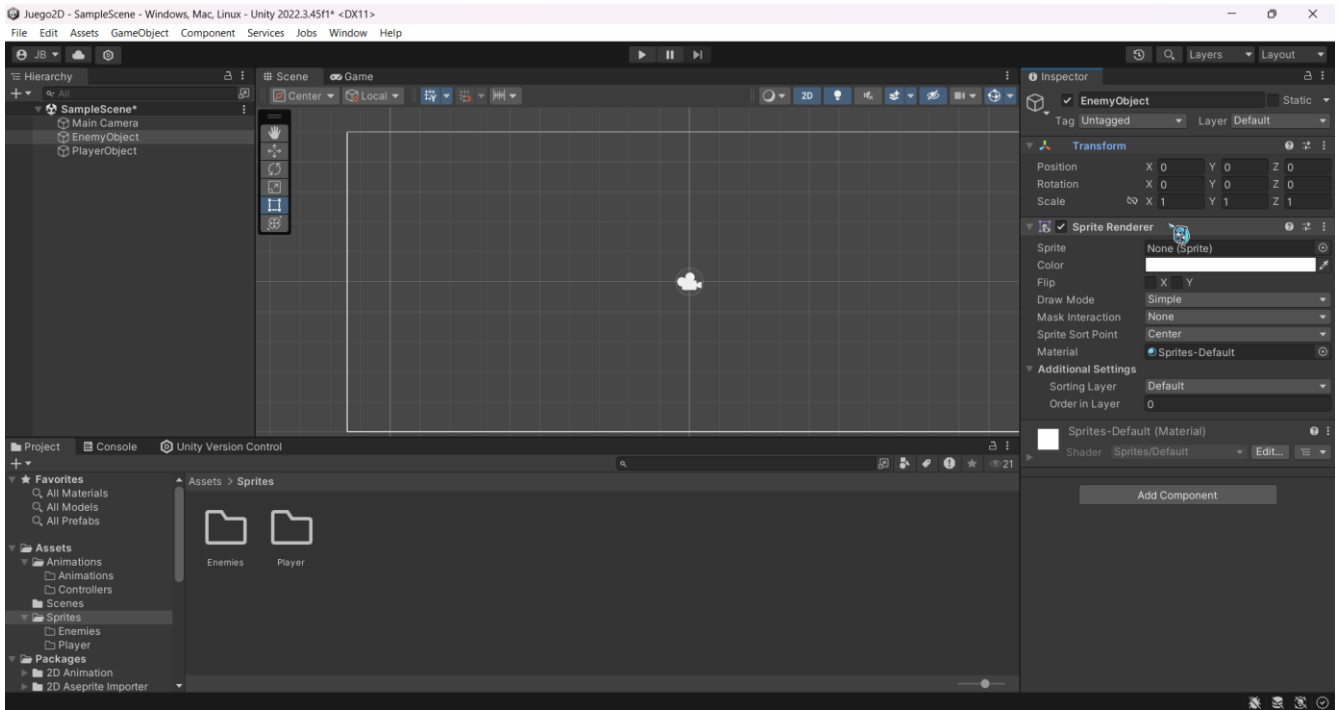 Juego2D - SampleScene - Windows, Mac, Linux - Unity 2022.3.45f1* <DX11>
File Edit Assets GameObject Component Services Jobs Window Help
JB Layers Layout
Hierarchy Scene Game Inspector
All Center Local 2D
SampleScene* EnemyObject Static
Main Camera Tag Untagged Layer Default
EnemyObject
PlayerObject
Transform
Position X 0 Y 0 Z 0
Rotation X 0 Y 0 Z 0
Scale X 1 Y 1 Z 1
Sprite Renderer
Sprite None (Sprite)
Color
Flip X Y
Draw Mode Simple
Mask Interaction None
Sprite Sort Point Center
Material Sprites-Default
Additional Settings
Sorting Layer Default
Order in Layer 0
Sprites-Default (Material)
Shader Sprites/Default Edit...
Add Component
Project Console Unity Version Control
21
Favorites Assets > Sprites
All Materials
All Models
All Prefabs
Assets
Animations Enemies Player
Animations
Controllers
Scenes
Sprites
Enemies
Player
Packages
2D Animation
2D Aseprite Importer